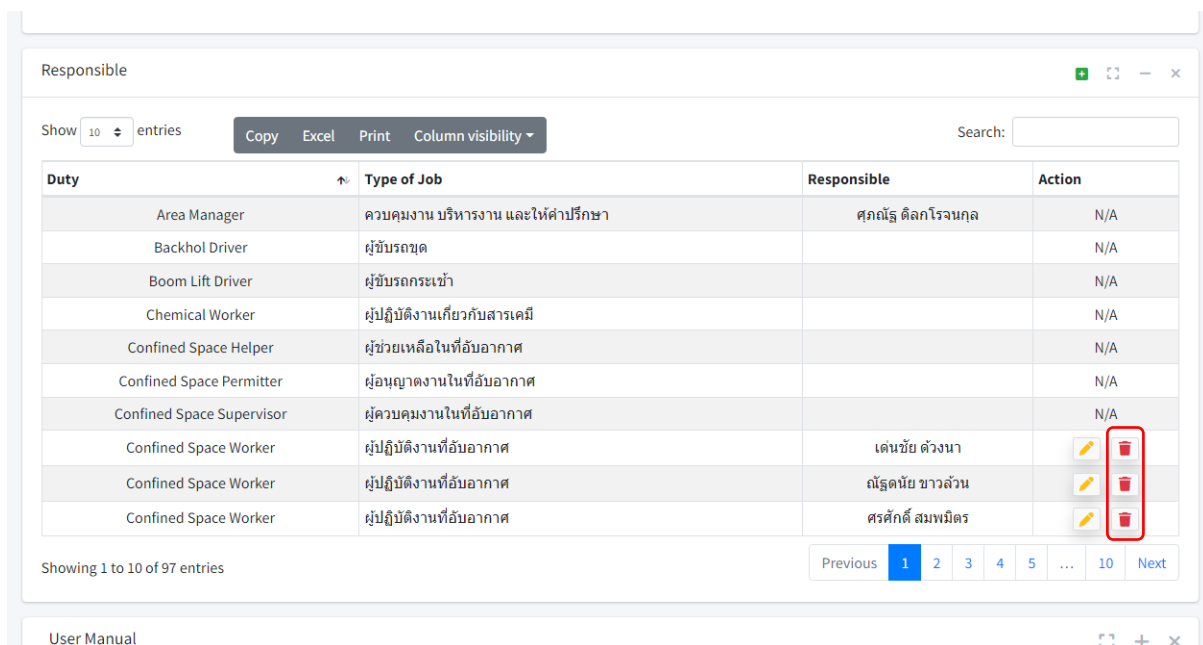 Responsible
Show 10 entries Copy Excel Print Column visibility Search:
Duty Type of Job Responsible Action
Area Manager ควบคุมงาน บริหารงาน และให้คำปรึกษา ศุภณัฐ ดิลกโรจนกุล N/A
Backhol Driver ผู้ขับรถขุด N/A
Boom Lift Driver ผู้ขับรถกระเช้า N/A
Chemical Worker ผู้ปฏิบัติงานเกี่ยวกับสารเคมี N/A
Confined Space Helper ผู้ช่วยเหลือในที่อับอากาศ N/A
Confined Space Permitter ผู้อนุญาตงานในที่อับอากาศ N/A
Confined Space Supervisor ผู้ควบคุมงานในที่อับอากาศ N/A
Confined Space Worker ผู้ปฏิบัติงานที่อับอากาศ เด่นชัย ด้วงนา
Confined Space Worker ผู้ปฏิบัติงานที่อับอากาศ ณัฐดนัย ขาวล้วน
Confined Space Worker ผู้ปฏิบัติงานที่อับอากาศ ศรศักดิ์ สมพมิตร
Showing 1 to 10 of 97 entries Previous 1 2 3 4 5 … 10 Next
User Manual